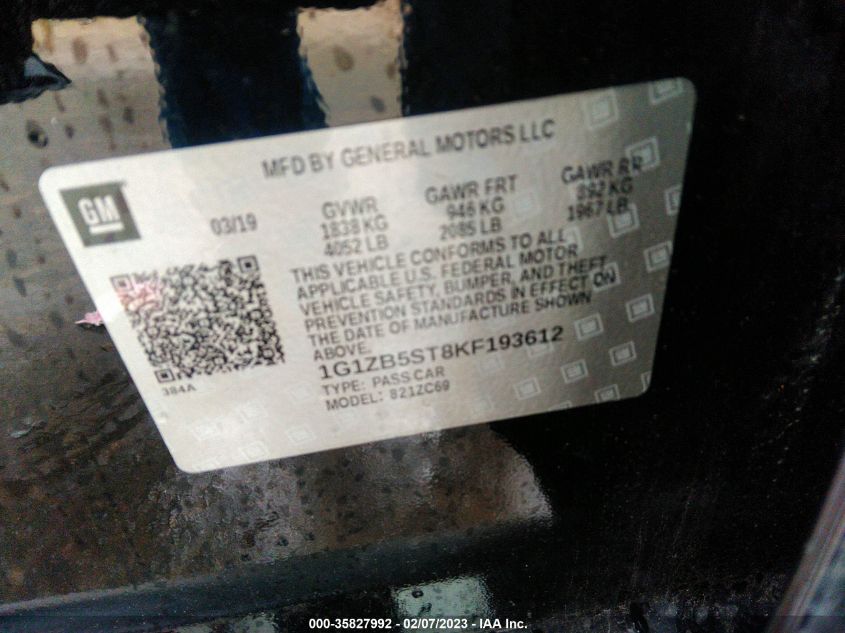 MFD BY GENERAL MOTORS LLC
GM
03/19
GVWR
1838 KG
4052 LB
GAWR FRT
946 KG
2085 LB
GAWR RR
892 KG
1967 LB
THIS VEHICLE CONFORMS TO ALL
APPLICABLE U.S. FEDERAL MOTOR
VEHICLE SAFETY, BUMPER, AND THEFT
PREVENTION STANDARDS IN EFFECT ON
THE DATE OF MANUFACTURE SHOWN
ABOVE.
1G1ZB5ST8KF193612
TYPE: PASS CAR
MODEL: 821ZC69
384A
000-35827992 - 02/07/2023 - IAA Inc.